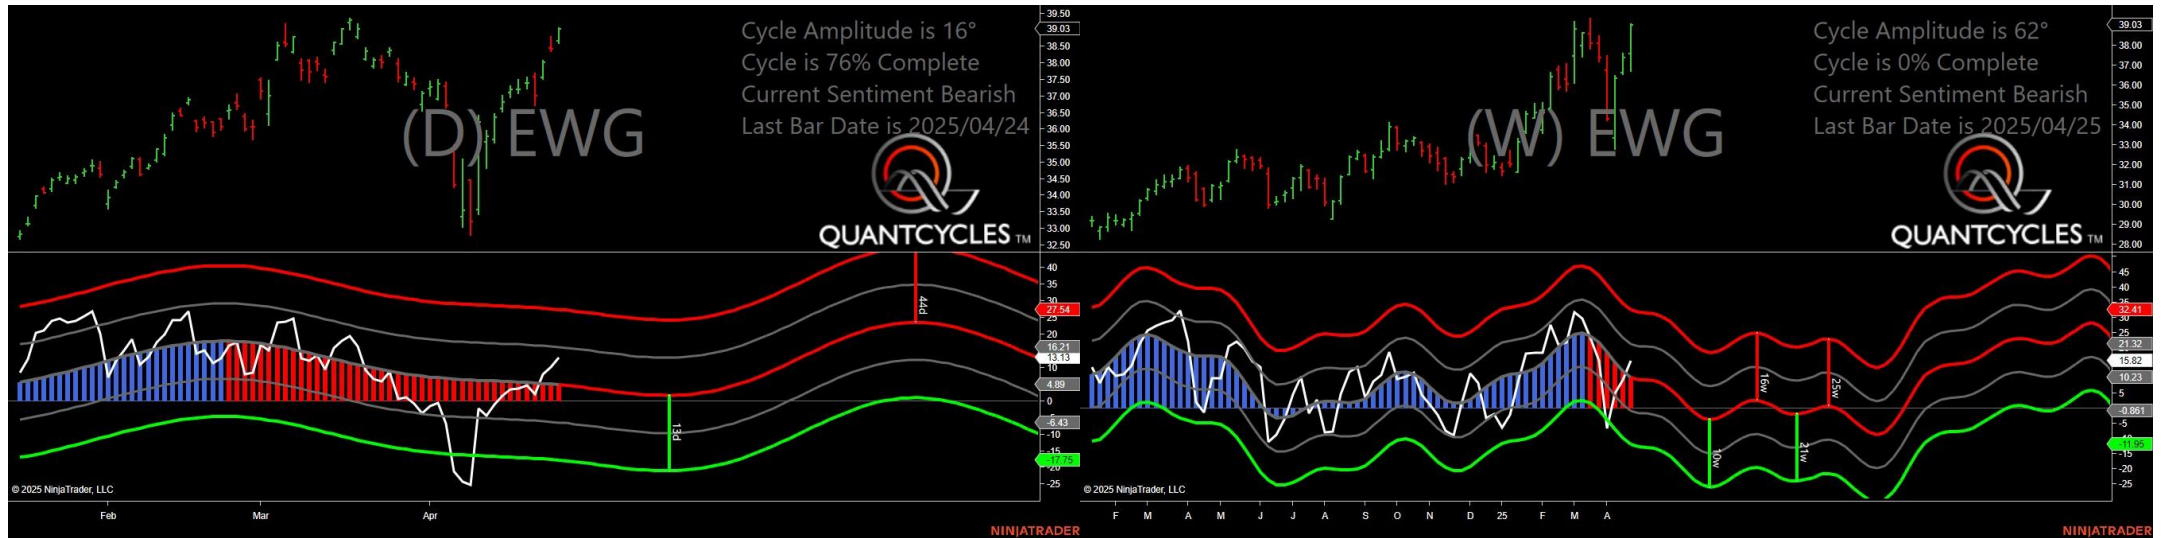 Cycle Amplitude is 16°
Cycle is 76% Complete
Current Sentiment Bearish
Last Bar Date is 2025/04/24
(D) EWG
QUANTCYCLES TM
39.50
39.03
38.50
38.00
37.50
37.00
36.50
36.00
35.50
35.00
34.50
34.00
33.50
33.00
32.50
40
35
30
27.54
25
20
16.21
13.13
10
4.89
0
-5
-6.43
-10
-17.75
-20
-25
44d
13d
© 2025 NinjaTrader, LLC
Feb Mar Apr
NINJATRADER
Cycle Amplitude is 62°
Cycle is 0% Complete
Current Sentiment Bearish
Last Bar Date is 2025/04/25
(W) EWG
QUANTCYCLES TM
39.03
38.00
37.00
36.00
35.00
34.00
33.00
32.00
31.00
30.00
29.00
28.00
45
40
35
32.41
30
25
21.32
15.82
10.23
5
-0.861
-5
-11.95
-15
-20
-25
16w
25w
10w
21w
© 2025 NinjaTrader, LLC
F M A M J J A S O N D 25 F M A
NINJATRADER